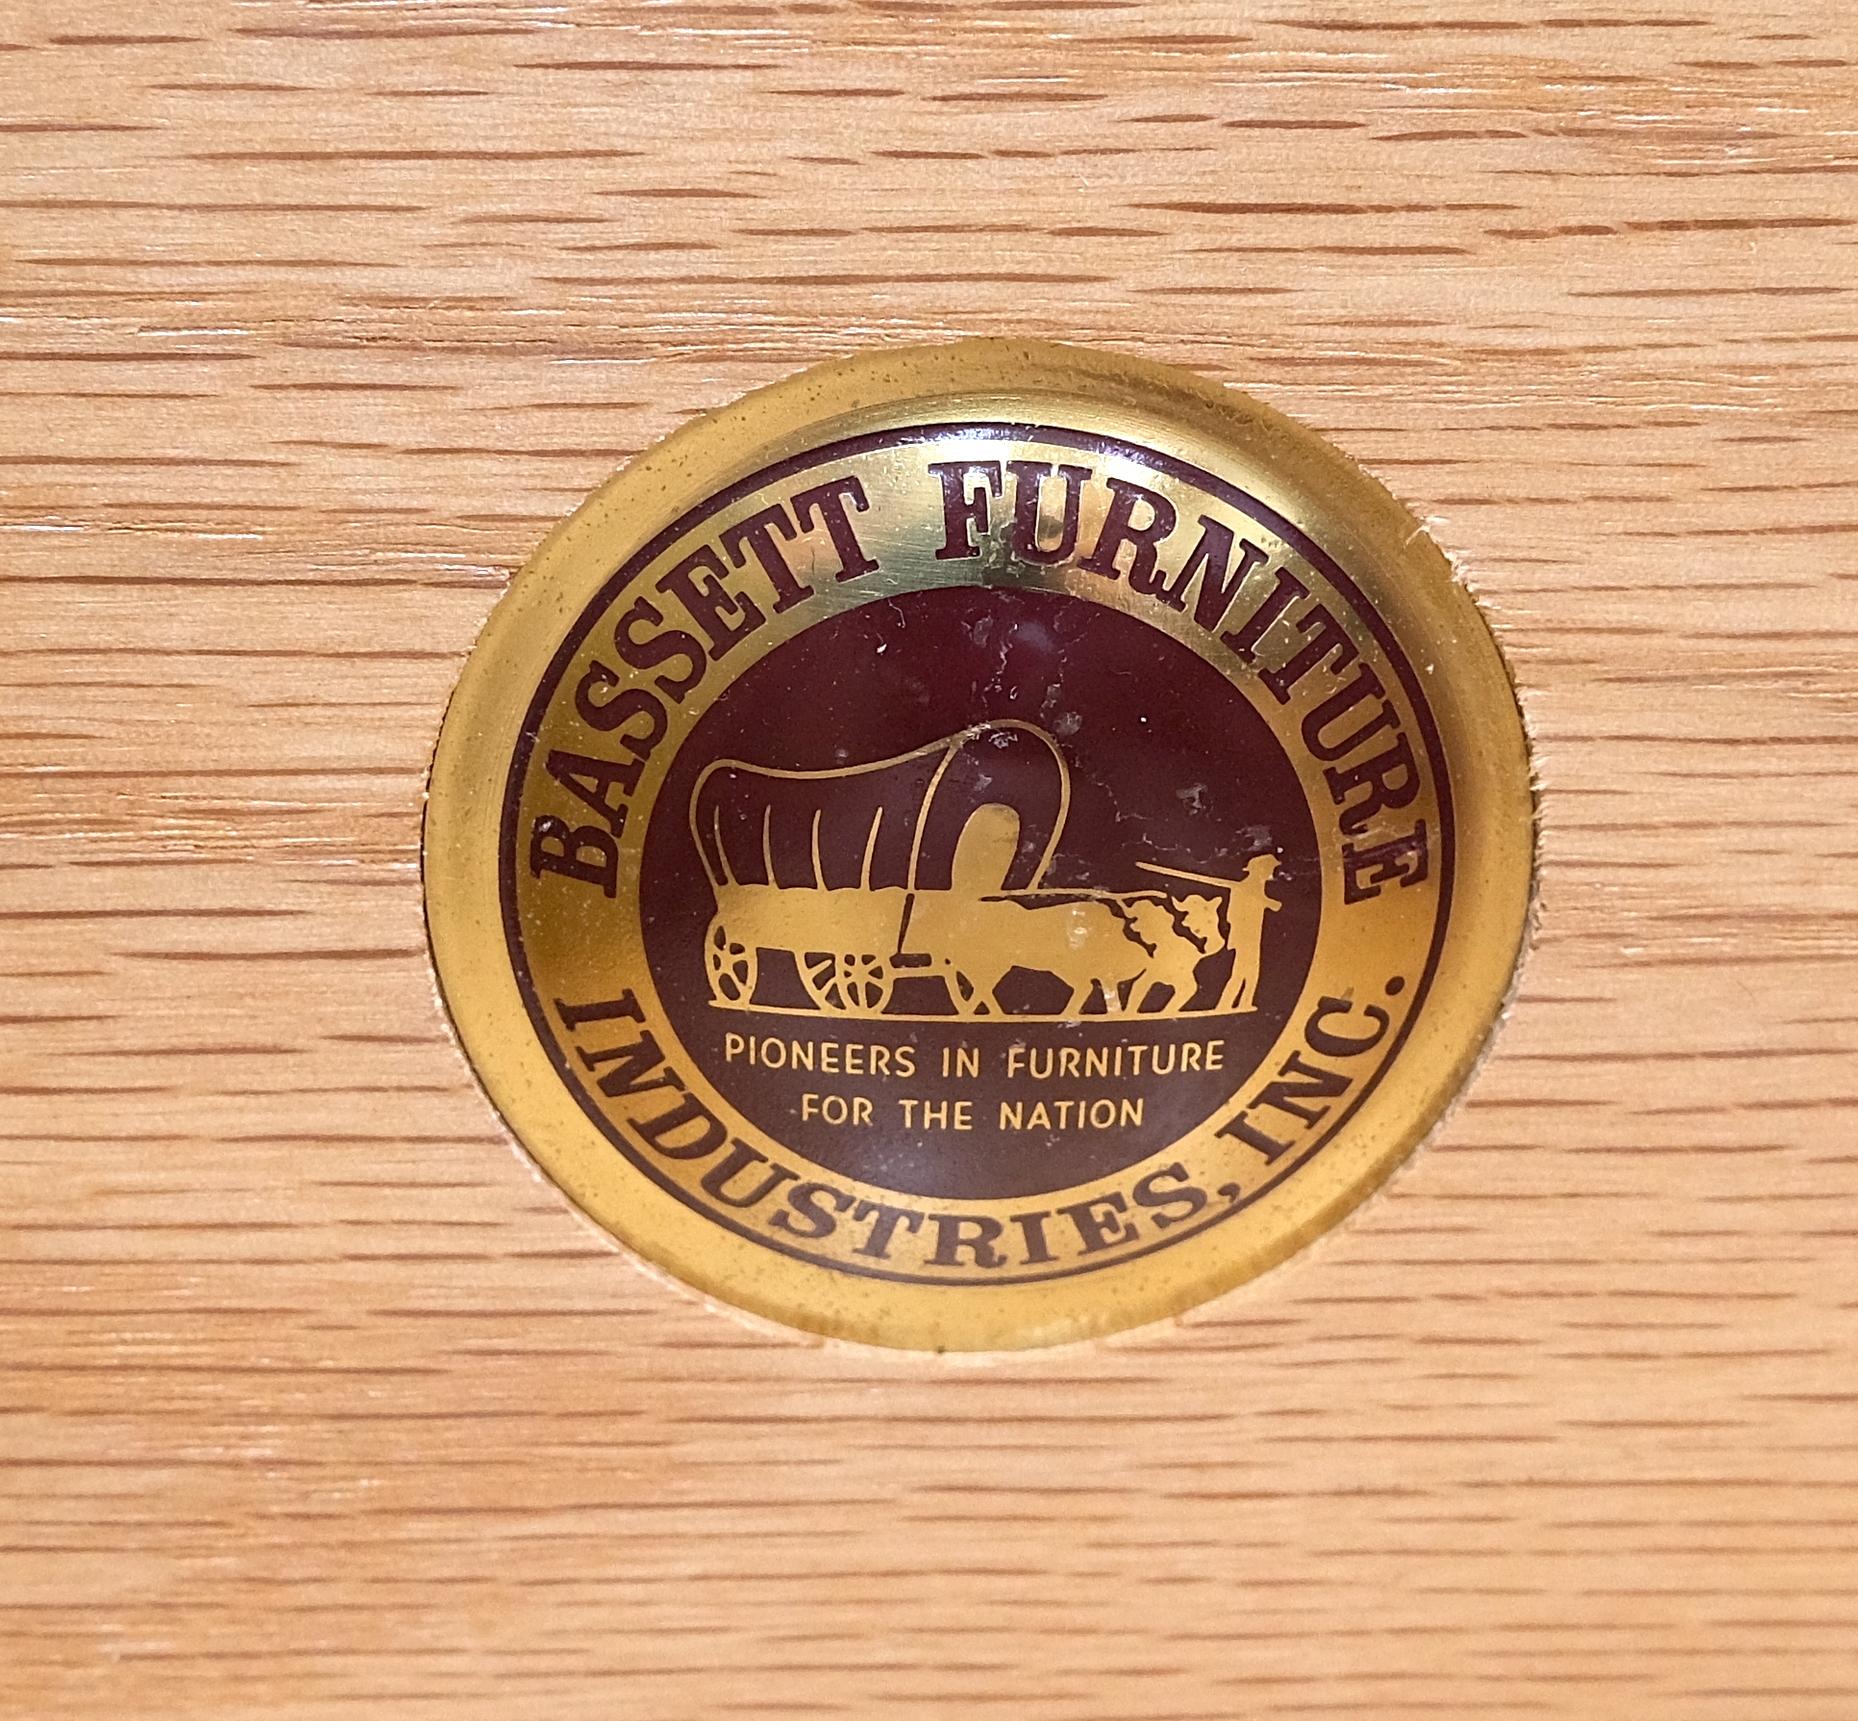 BASSETT FURNITURE
PIONEERS IN FURNITURE
FOR THE NATION
INDUSTRIES, INC.